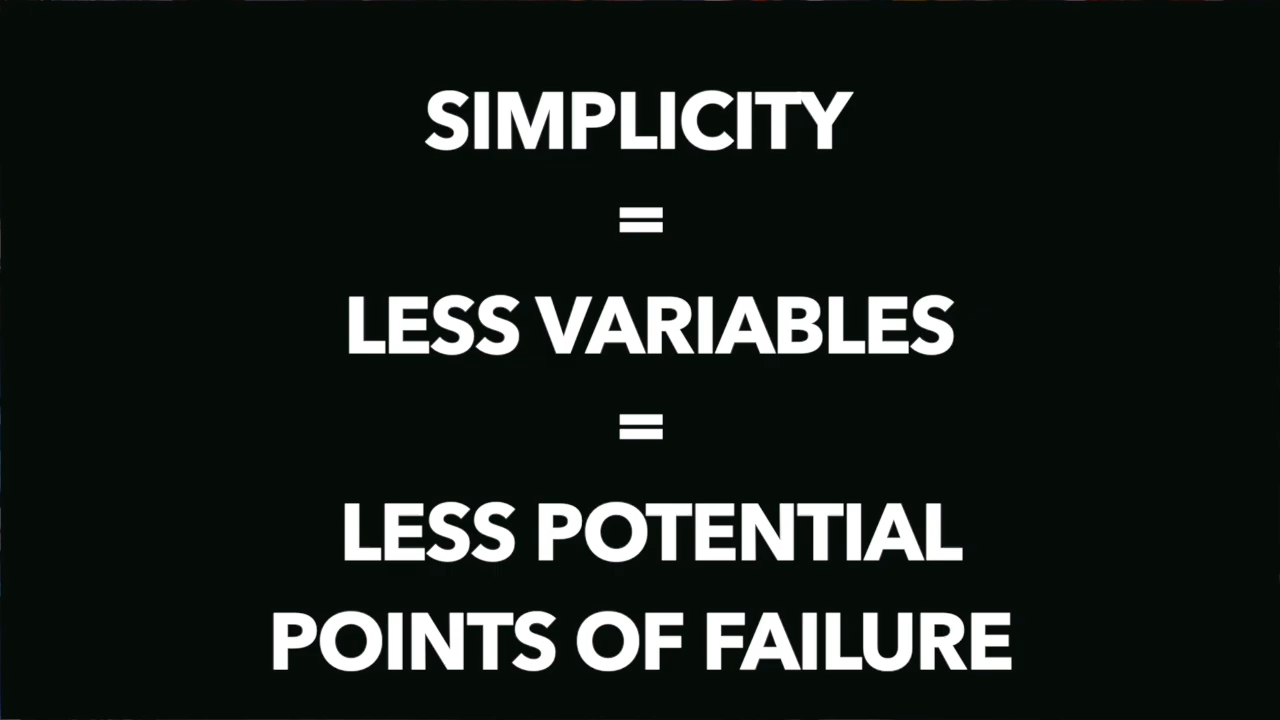 SIMPLICITY
=
LESS VARIABLES
=
LESS POTENTIAL
POINTS OF FAILURE